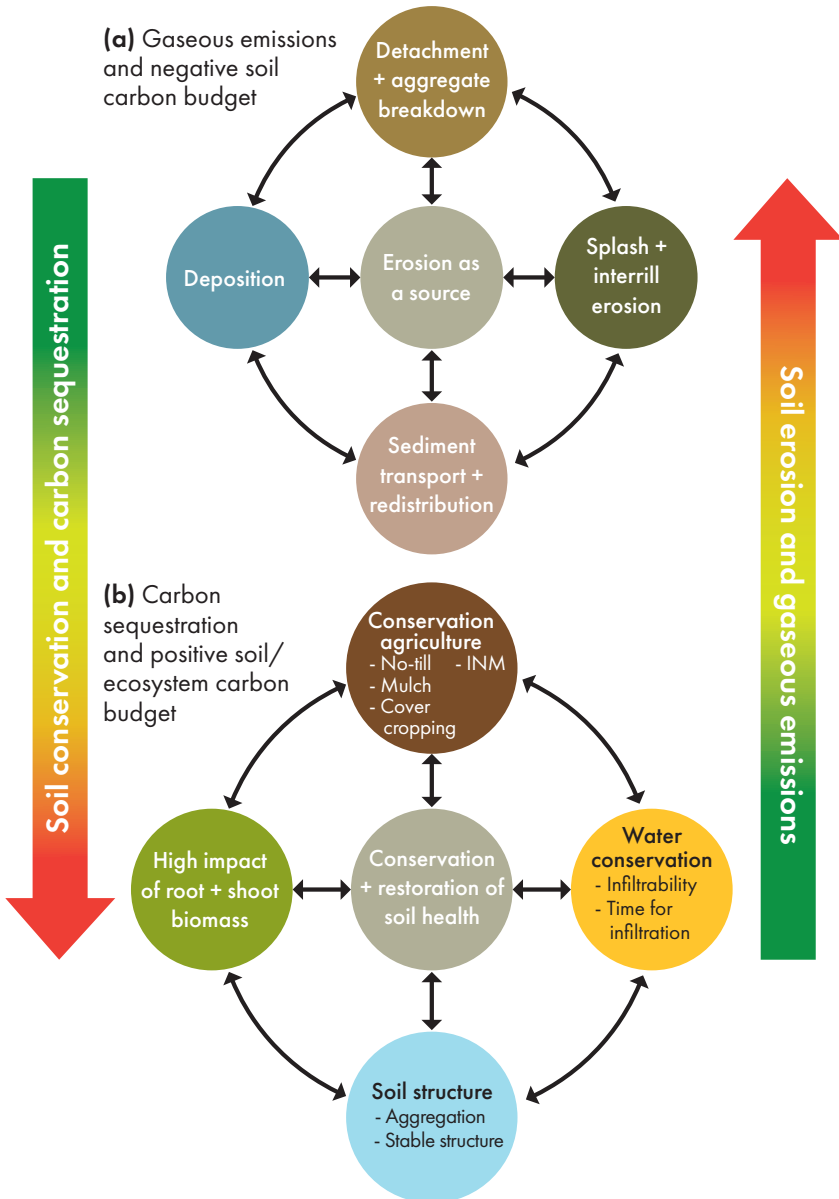 (a) Gaseous emissions
and negative soil
carbon budget
Detachment
+ aggregate
breakdown
Deposition
Erosion as
a source
Splash +
interrill
erosion
Sediment
transport +
redistribution
Soil conservation and carbon sequestration
Soil erosion and gaseous emissions
(b) Carbon
sequestration
and positive soil/
ecosystem carbon
budget
Conservation
agriculture
- No-till - INM
- Mulch
- Cover
cropping
High impact
of root + shoot
biomass
Conservation
+ restoration of
soil health
Water
conservation
- Infiltrability
- Time for
infiltration
Soil structure
- Aggregation
- Stable structure